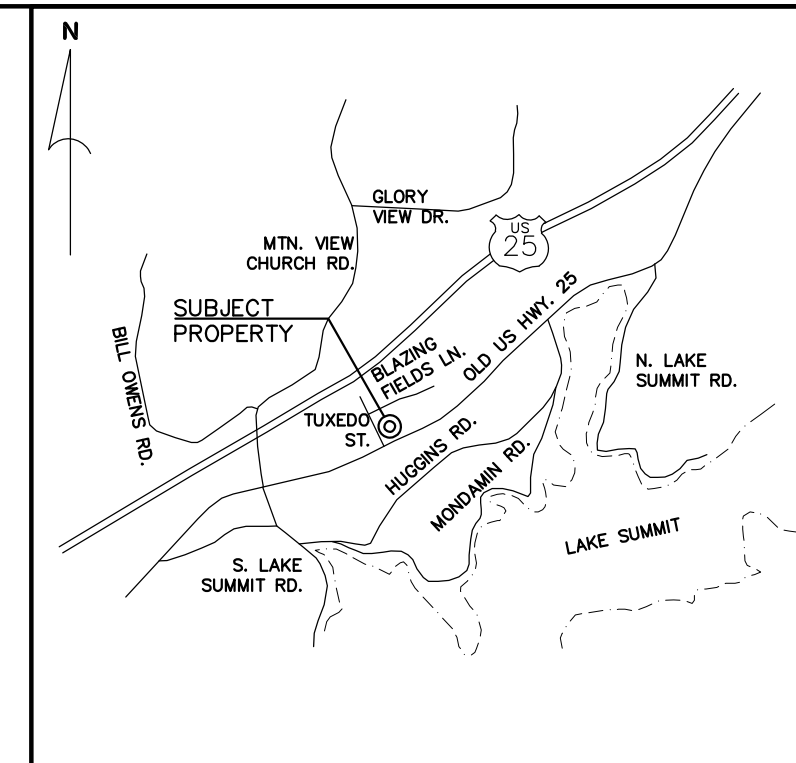 N
GLORY
VIEW DR.
US
25
MTN. VIEW
CHURCH RD.
SUBJECT
PROPERTY
BILL OWENS RD.
BLAZING
FIELDS LN.
OLD US HWY. 25
N. LAKE
SUMMIT RD.
TUXEDO
ST.
HUGGINS RD.
MONDAMIN RD.
LAKE SUMMIT
S. LAKE
SUMMIT RD.